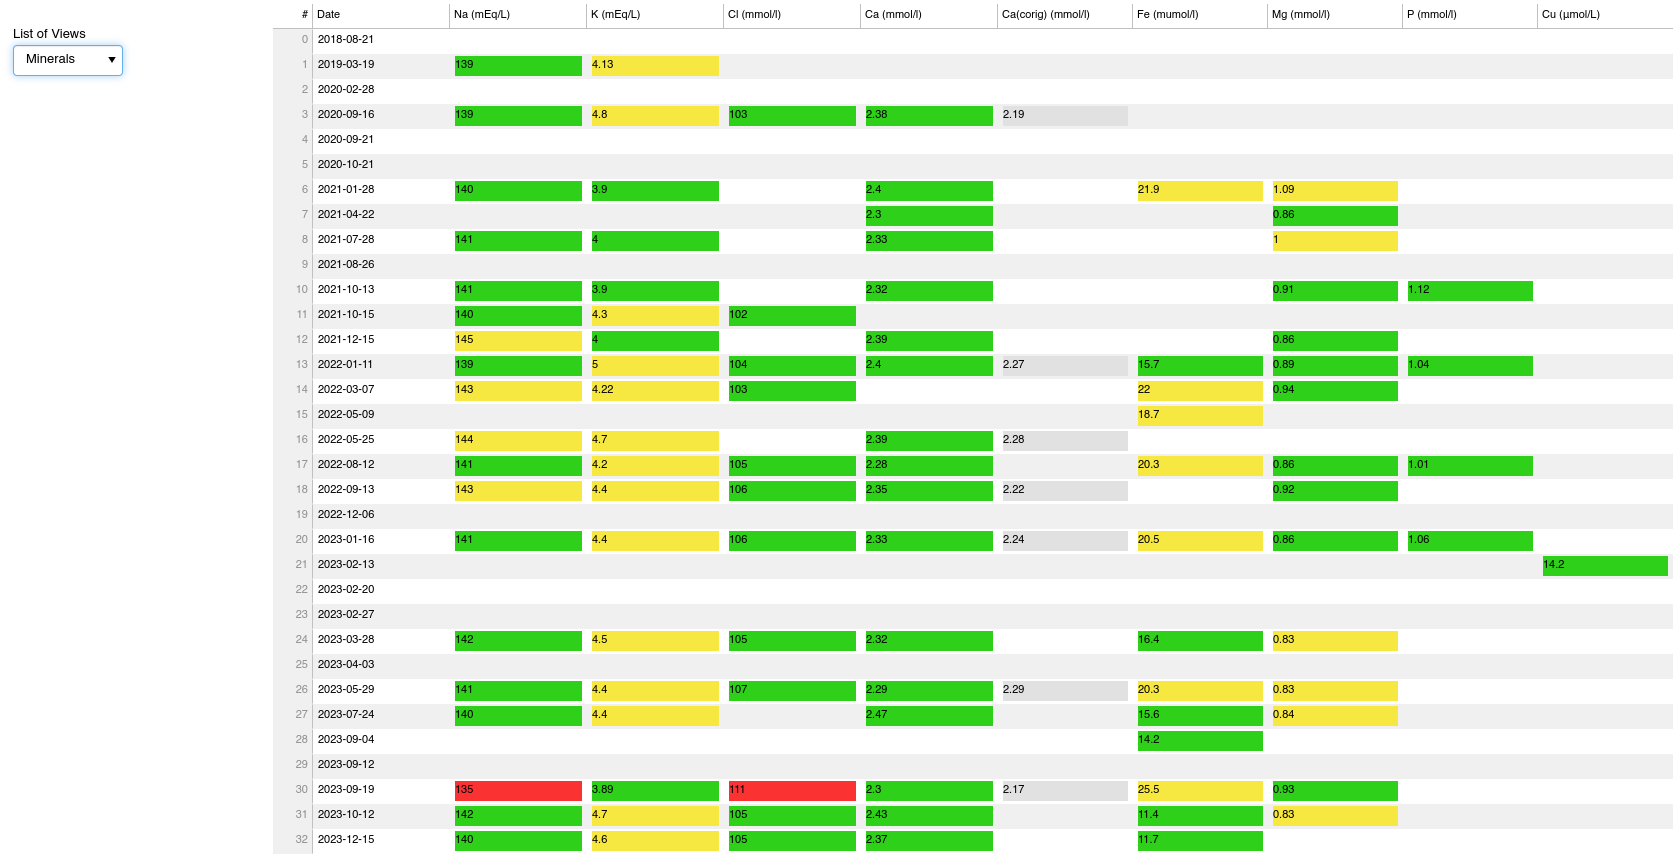 List of Views
Minerals
# Date Na (mEq/L) K (mEq/L) Cl (mmol/l) Ca (mmol/l) Ca(corig) (mmol/l) Fe (mumol/l) Mg (mmol/l) P (mmol/l) Cu (µmol/L)
0 2018-08-21
1 2019-03-19 139 4.13
2 2020-02-28
3 2020-09-16 139 4.8 103 2.38 2.19
4 2020-09-21
5 2020-10-21
6 2021-01-28 140 3.9 2.4 21.9 1.09
7 2021-04-22 2.3 0.86
8 2021-07-28 141 4 2.33 1
9 2021-08-26
10 2021-10-13 141 3.9 2.32 0.91 1.12
11 2021-10-15 140 4.3 102
12 2021-12-15 145 4 2.39 0.86
13 2022-01-11 139 5 104 2.4 2.27 15.7 0.89 1.04
14 2022-03-07 143 4.22 103 22 0.94
15 2022-05-09 18.7
16 2022-05-25 144 4.7 2.39 2.28
17 2022-08-12 141 4.2 105 2.28 20.3 0.86 1.01
18 2022-09-13 143 4.4 106 2.35 2.22 0.92
19 2022-12-06
20 2023-01-16 141 4.4 106 2.33 2.24 20.5 0.86 1.06
21 2023-02-13 14.2
22 2023-02-20
23 2023-02-27
24 2023-03-28 142 4.5 105 2.32 16.4 0.83
25 2023-04-03
26 2023-05-29 141 4.4 107 2.29 2.29 20.3 0.83
27 2023-07-24 140 4.4 2.47 15.6 0.84
28 2023-09-04 14.2
29 2023-09-12
30 2023-09-19 135 3.89 111 2.3 2.17 25.5 0.93
31 2023-10-12 142 4.7 105 2.43 11.4 0.83
32 2023-12-15 140 4.6 105 2.37 11.7